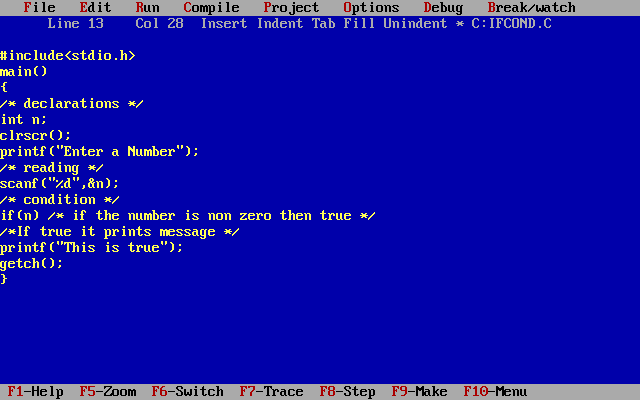 File Edit Run Compile Project Options Debug Break/watch
Line 13 Col 28 Insert Indent Tab Fill Unindent * C:IFCOND.C
#include<stdio.h>
main()
{
/* declarations */
int n;
clrscr();
printf("Enter a Number");
/* reading */
scanf("%d",&n);
/* condition */
if(n) /* if the number is non zero then true */
/*If true it prints message */
printf("This is true");
getch();
}
F1-Help F5-Zoom F6-Switch F7-Trace F8-Step F9-Make F10-Menu